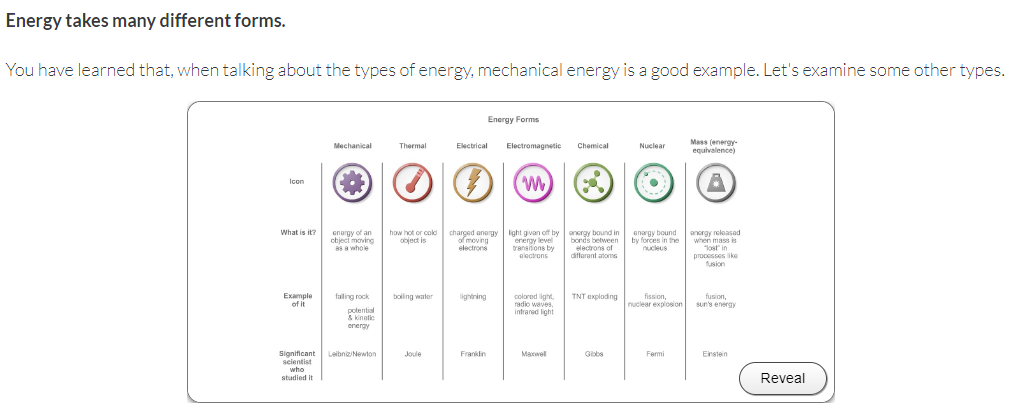 Energy takes many different forms.
You have learned that, when talking about the types of energy, mechanical energy is a good example. Let's examine some other types.
Energy Forms
Mechanical Thermal Electrical Electromagnetic Chemical Nuclear Mass (energy-
equivalence)
Icon
What is it? energy of an how hot or cold charged energy light given off by energy bound in energy bound energy released
object moving object is of moving energy level bonds between by forces in the when mass is
as a whole electrons transitions by electrons of nucleus "lost" in
electrons different atoms processes like
fusion
Example falling rock boiling water lightning colored light, TNT exploding fission, fusion,
of it radio waves, nuclear explosion sun's energy
potential infrared light
& kinetic
energy
Significant Leibniz/Newton Joule Franklin Maxwell Gibbs Fermi Einstein
scientist
who
studied it
Reveal